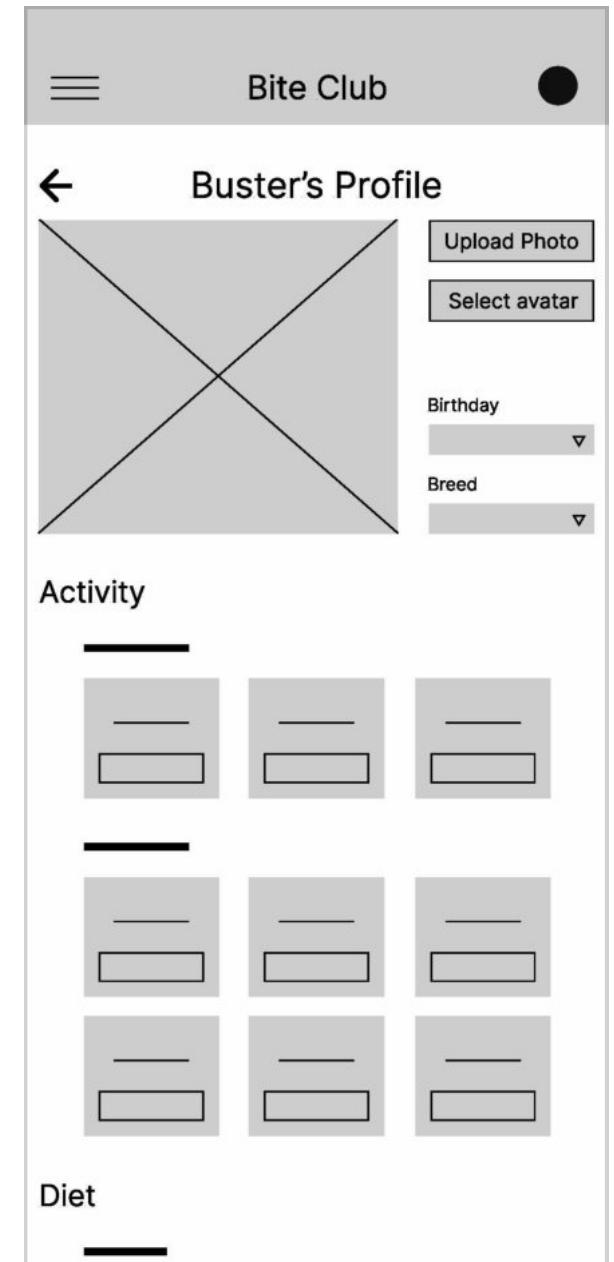 Bite Club
Buster's Profile
Upload Photo
Select avatar
Birthday
Breed
Activity
Diet